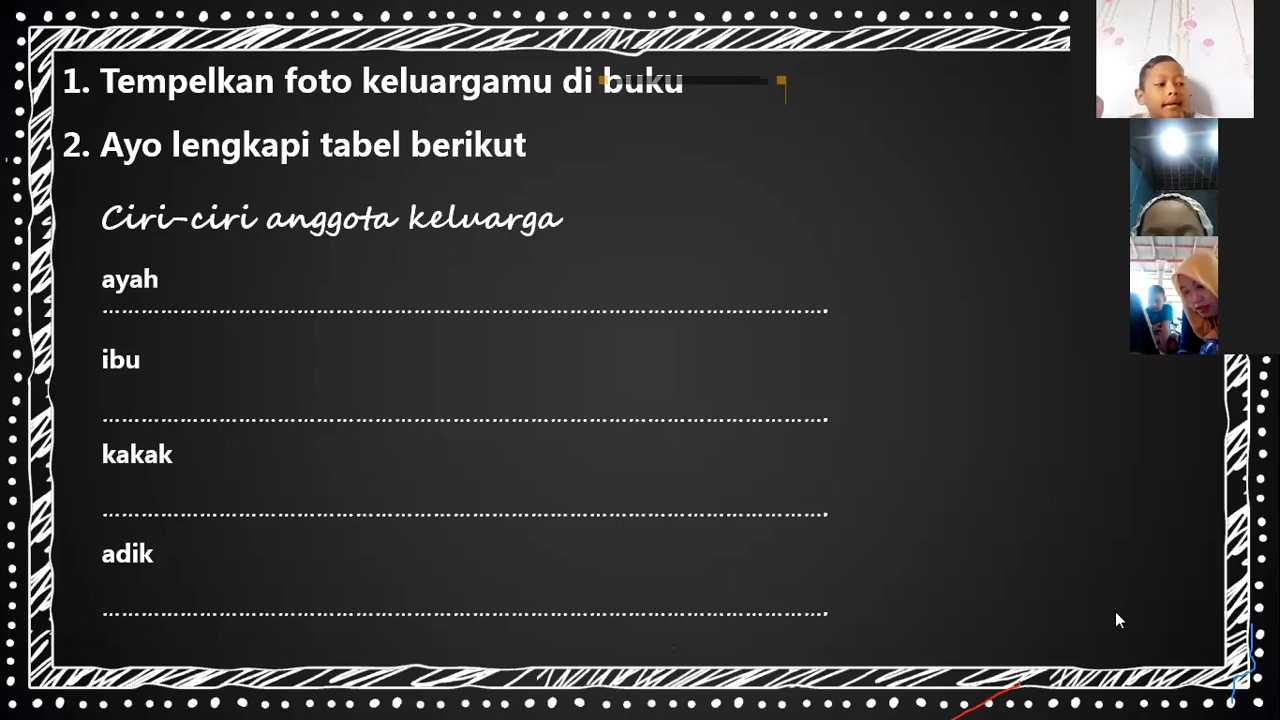 1. Tempelkan foto keluargamu di buku
2. Ayo lengkapi tabel berikut
Ciri-ciri anggota keluarga
ayah
……………………………………………………………………………………………….
ibu
……………………………………………………………………………………………….
kakak
……………………………………………………………………………………………….
adik
……………………………………………………………………………………………….